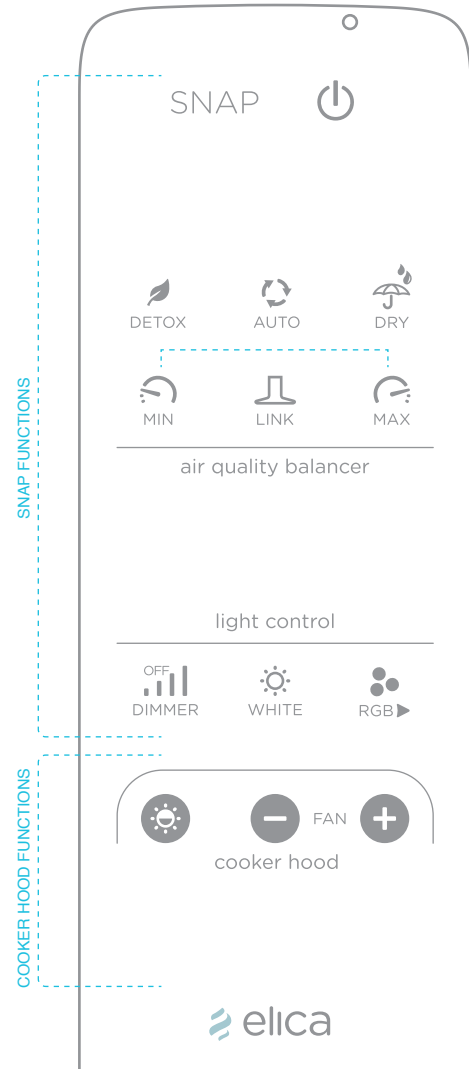 SNAP
DETOX AUTO DRY
MIN LINK MAX
air quality balancer
light control
OFF
DIMMER WHITE RGB
FAN
cooker hood
elica
SNAP FUNCTIONS
COOKER HOOD FUNCTIONS